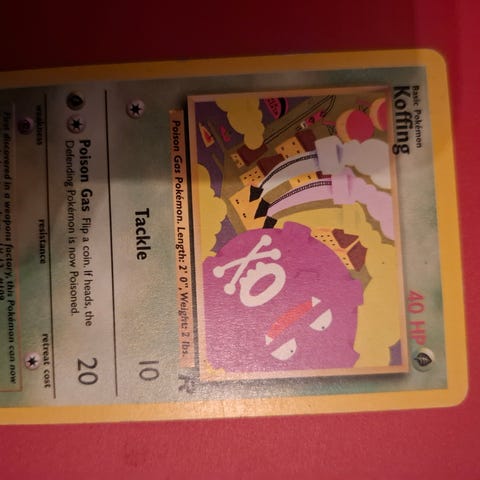 Basic Pokémon
Koffing
40 HP
Poison Gas Pokémon. Length: 2' 0", Weight: 2 lbs.
Tackle
10
Poison Gas Flip a coin. If heads, the
Defending Pokémon is now Poisoned.
20
weakness
resistance
retreat cost
First discovered in a weapons factory, this Pokémon can now